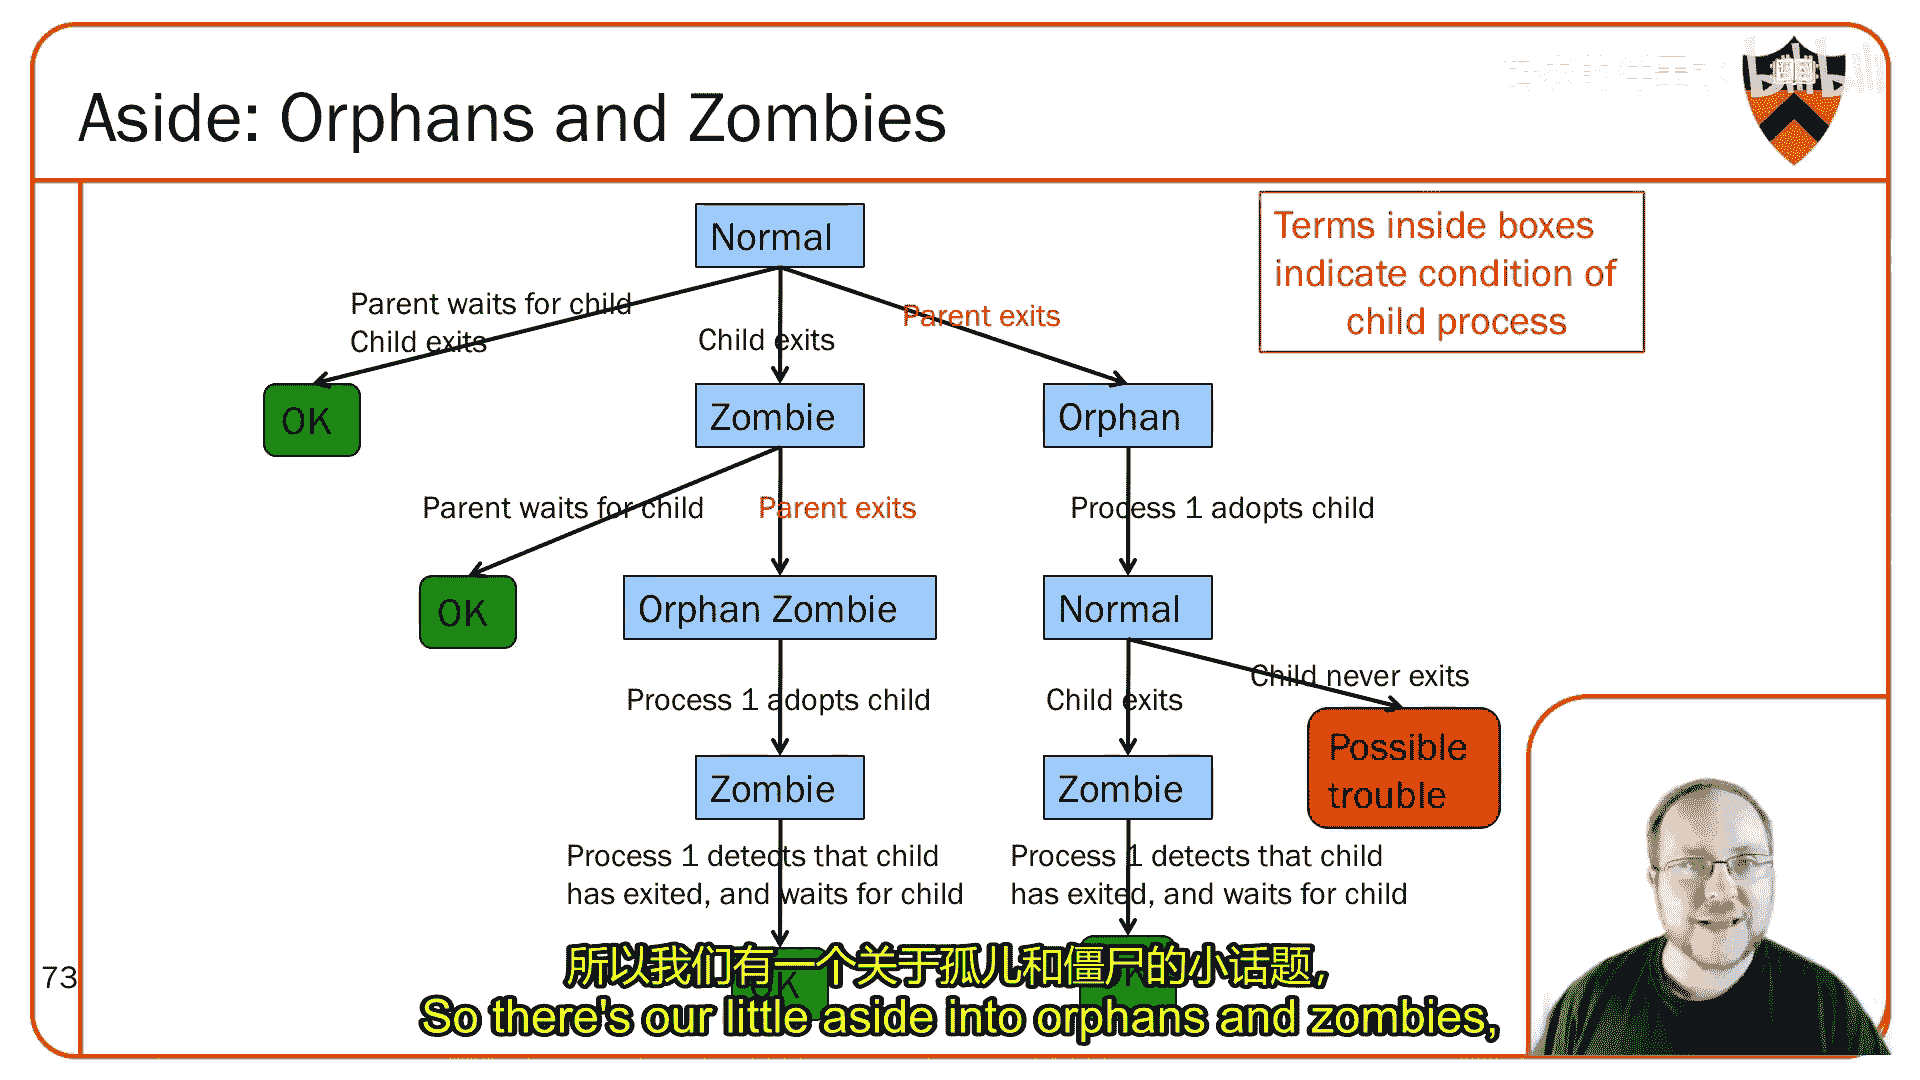 Aside: Orphans and Zombies
Normal
Terms inside boxes
indicate condition of
child process
Parent waits for child
Child exits
Child exits
Parent exits
OK
Zombie
Orphan
Parent waits for child
Parent exits
Process 1 adopts child
OK
Orphan Zombie
Normal
Process 1 adopts child
Child exits
Child never exits
Zombie
Zombie
Possible
trouble
Process 1 detects that child
has exited, and waits for child
Process 1 detects that child
has exited, and waits for child
OK
OK
73
所以我们有一个关于孤儿和僵尸的小话题,
So there's our little aside into orphans and zombies,